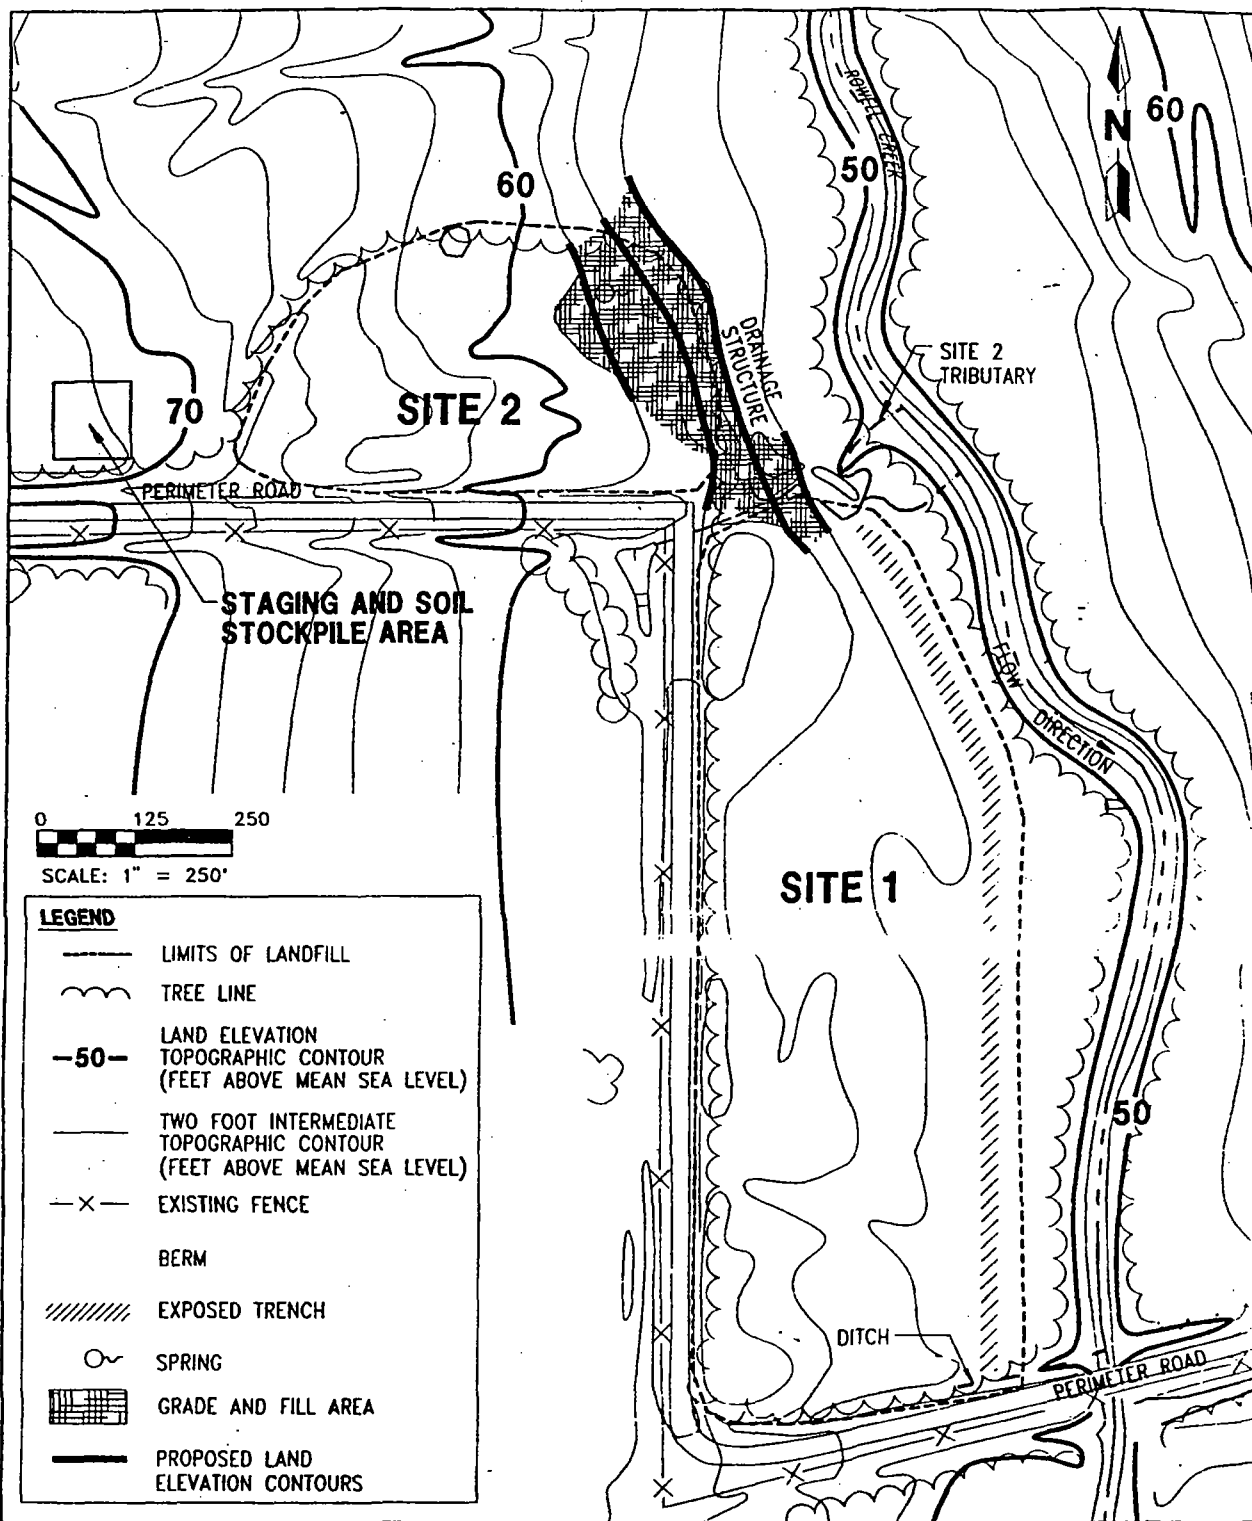 ROWELL CREEK
N
60
50
60
DRAINAGE
STRUCTURE
SITE 2
TRIBUTARY
70
SITE 2
PERIMETER ROAD
STAGING AND SOIL
STOCKPILE AREA
FLOW
DIRECTION
0 125 250
SCALE: 1" = 250'
SITE 1
LEGEND
LIMITS OF LANDFILL
TREE LINE
LAND ELEVATION
-50- TOPOGRAPHIC CONTOUR
(FEET ABOVE MEAN SEA LEVEL)
TWO FOOT INTERMEDIATE
TOPOGRAPHIC CONTOUR
(FEET ABOVE MEAN SEA LEVEL)
EXISTING FENCE
BERM
EXPOSED TRENCH
SPRING
GRADE AND FILL AREA
PROPOSED LAND
ELEVATION CONTOURS
50
DITCH
PERIMETER ROAD